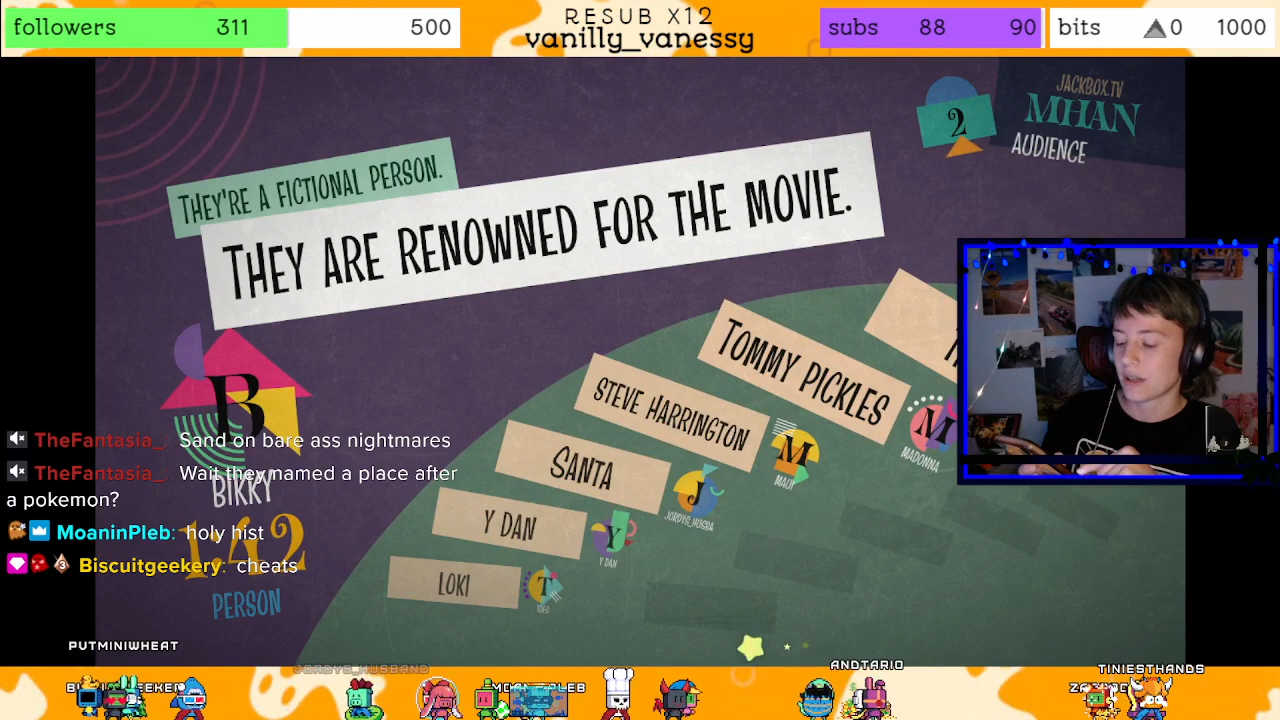 followers 311 500
RESUB X12
vanilly_vanessy
subs 88 90
bits 0 1000
JACKBOX.TV
MHAN
AUDIENCE
2
THEY'RE A FICTIONAL PERSON.
THEY ARE RENOWNED FOR THE MOVIE.
TOMMY PICKLES
M
MADONNA
STEVE HARRINGTON
M
SANTA
J
Y DAN
Y
Y DAN
LOKI
T
B
BIKKY
1:42
PERSON
TheFantasia_: Sand on bare ass nightmares
TheFantasia_: Wait they named a place after
a pokemon?
MoaninPleb: holy hist
3 Biscuitgeekery: cheats
PUTMINIWHEAT
JORDYS_HUSBAND
ANDTARIO
TINIESTHANDS